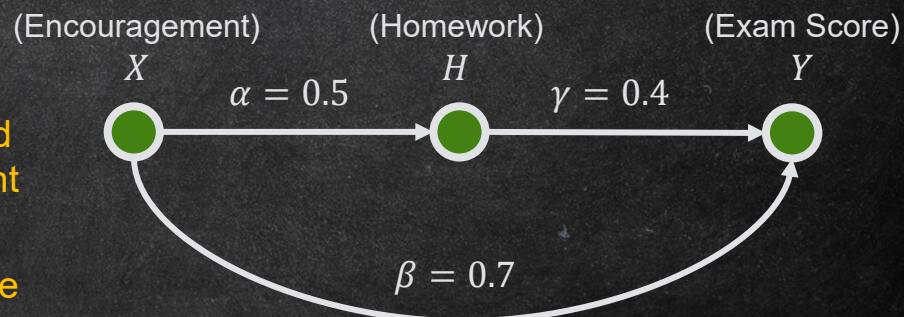 (Encouragement) (Homework) (Exam Score)
X H Y
α = 0.5 γ = 0.4
β = 0.7